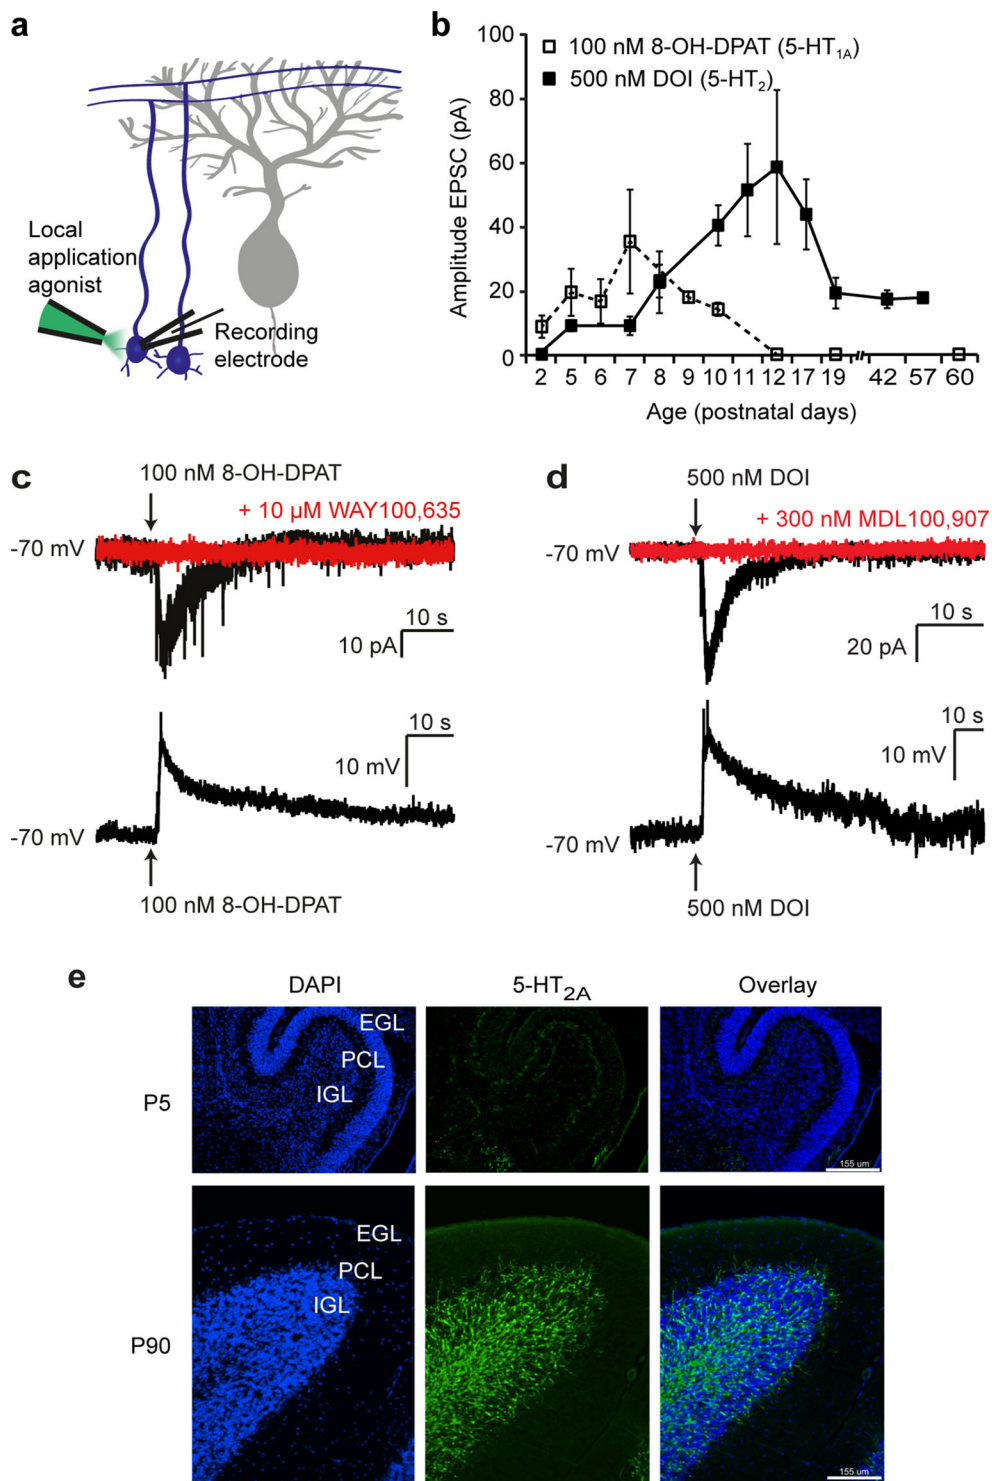 a
Local
application
agonist
Recording
electrode
b
100
80
60
40
20
0
Amplitude EPSC (pA)
100 nM 8-OH-DPAT (5-HT1A)
500 nM DOI (5-HT2)
2 5 6 7 8 9 10 11 12 17 19 42 57 60
Age (postnatal days)
c
100 nM 8-OH-DPAT
+ 10 µM WAY100,635
-70 mV
10 s
10 pA
10 s
10 mV
-70 mV
100 nM 8-OH-DPAT
d
500 nM DOI
+ 300 nM MDL100,907
-70 mV
10 s
20 pA
10 s
10 mV
-70 mV
500 nM DOI
e
DAPI
5-HT2A
Overlay
P5
EGL
PCL
IGL
155 um
P90
EGL
PCL
IGL
155 um